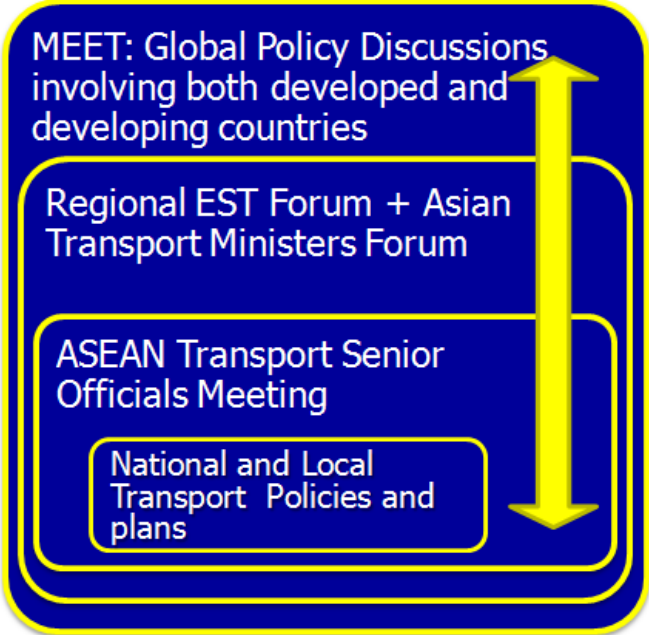 MEET: Global Policy Discussions
involving both developed and
developing countries
Regional EST Forum + Asian
Transport Ministers Forum
ASEAN Transport Senior
Officials Meeting
National and Local
Transport  Policies and
plans